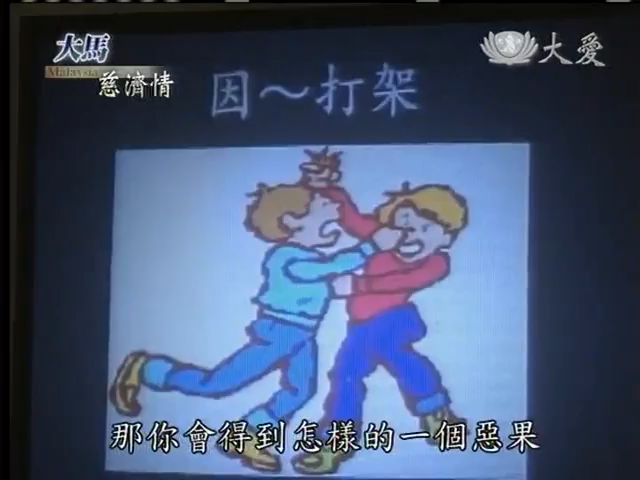 大馬
Malaysia
慈濟情
大愛
因～打架
那你會得到怎樣的一個惡果